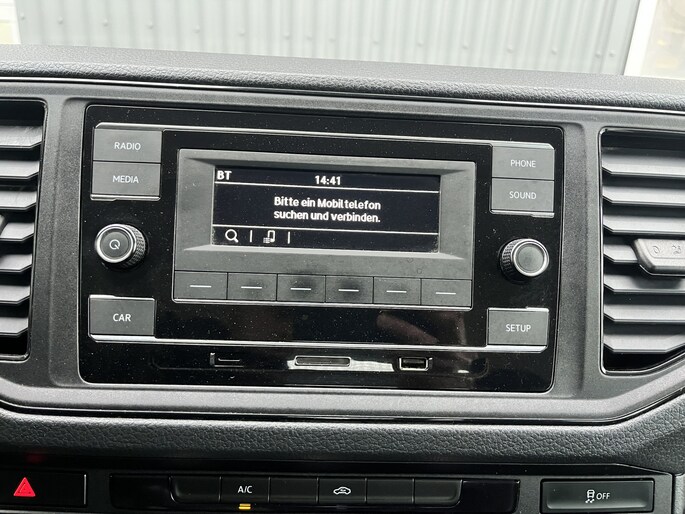 RADIO
MEDIA
BT
14:41
Bitte ein Mobiltelefon
suchen und verbinden.
PHONE
SOUND
CAR
SETUP
A/C
OFF